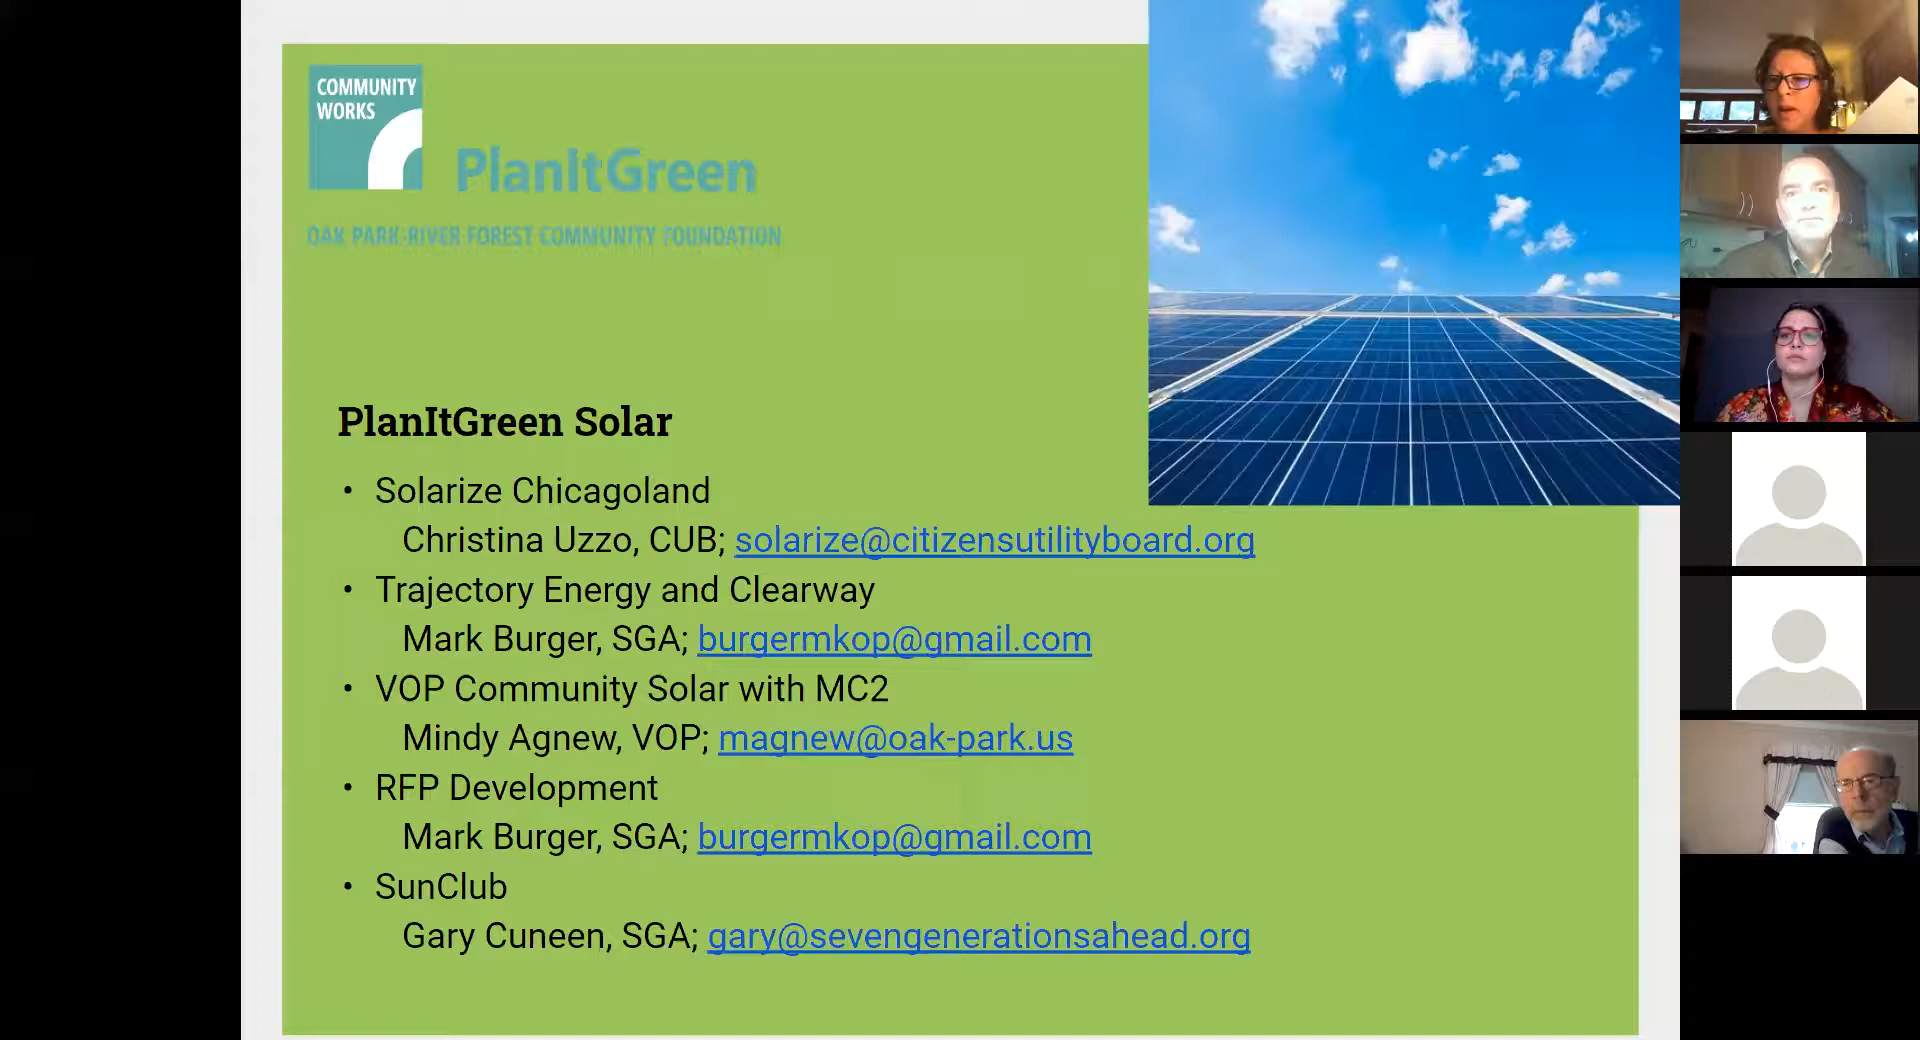 COMMUNITY
WORKS
PlanItGreen
OAK PARK-RIVER FOREST COMMUNITY FOUNDATION
PlanItGreen Solar
• Solarize Chicagoland
Christina Uzzo, CUB; solarize@citizensutilityboard.org
• Trajectory Energy and Clearway
Mark Burger, SGA; burgermkop@gmail.com
• VOP Community Solar with MC2
Mindy Agnew, VOP; magnew@oak-park.us
• RFP Development
Mark Burger, SGA; burgermkop@gmail.com
• SunClub
Gary Cuneen, SGA; gary@sevengenerationsahead.org